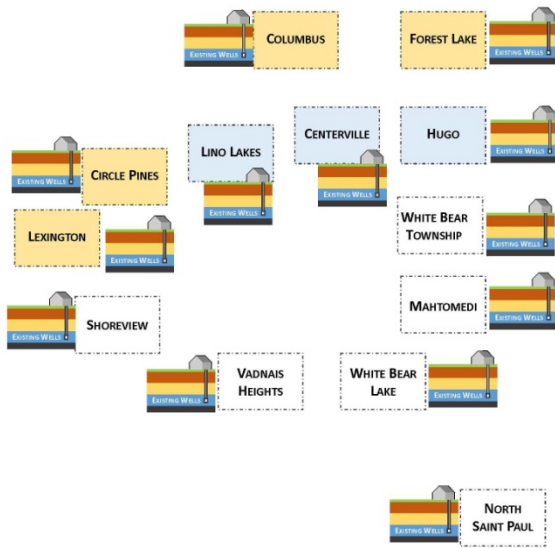 COLUMBUS
EXISTING WELLS
FOREST LAKE
EXISTING WELLS
CENTERVILLE
EXISTING WELLS
HUGO
EXISTING WELLS
LINO LAKES
EXISTING WELLS
CIRCLE PINES
EXISTING WELLS
LEXINGTON
EXISTING WELLS
WHITE BEAR
TOWNSHIP
EXISTING WELLS
MAHTOMEDI
EXISTING WELLS
SHOREVIEW
EXISTING WELLS
VADNAIS
HEIGHTS
EXISTING WELLS
WHITE BEAR
LAKE
EXISTING WELLS
NORTH
SAINT PAUL
EXISTING WELLS